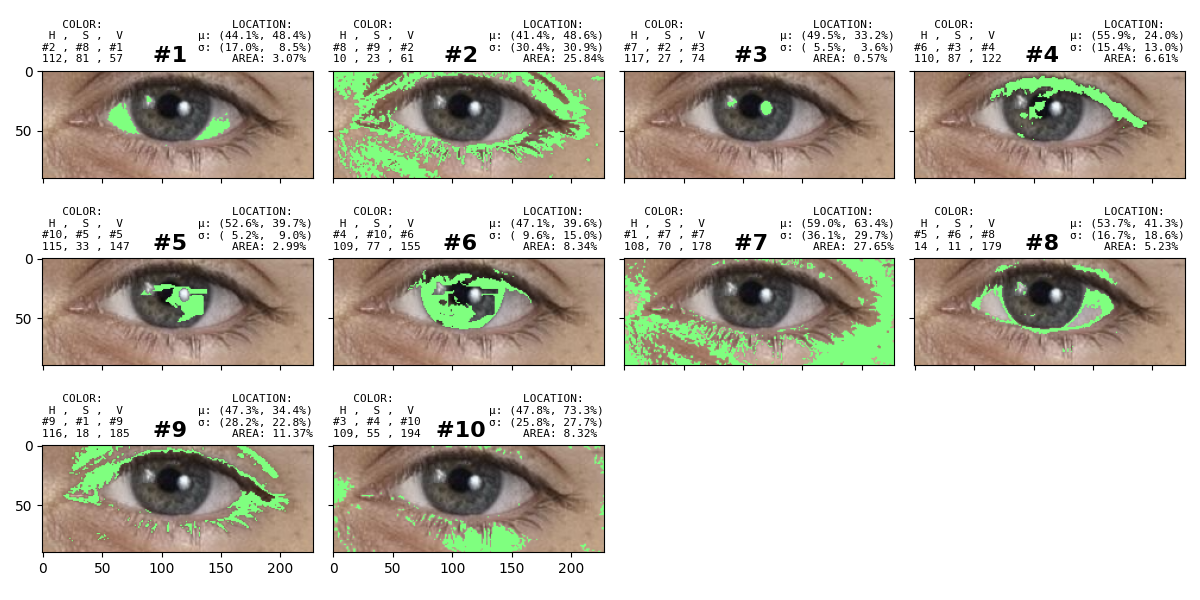 COLOR: LOCATION:
H , S , V μ: (44.1%, 48.4%)
#2 , #8 , #1 #1 σ: (17.0%, 8.5%)
112, 81 , 57 AREA: 3.07%
COLOR: LOCATION:
H , S , V μ: (41.4%, 48.6%)
#8 , #9 , #2 #2 σ: (30.4%, 30.9%)
10 , 23 , 61 AREA: 25.84%
COLOR: LOCATION:
H , S , V μ: (49.5%, 33.2%)
#7 , #2 , #3 #3 σ: ( 5.5%, 3.6%)
117, 27 , 74 AREA: 0.57%
COLOR: LOCATION:
H , S , V μ: (55.9%, 24.0%)
#6 , #3 , #4 #4 σ: (15.4%, 13.0%)
110, 87 , 122 AREA: 6.61%
0
50
COLOR: LOCATION:
H , S , V μ: (52.6%, 39.7%)
#10, #5 , #5 #5 σ: ( 5.2%, 9.0%)
115, 33 , 147 AREA: 2.99%
COLOR: LOCATION:
H , S , V μ: (47.1%, 39.6%)
#4 , #10, #6 #6 σ: ( 9.6%, 15.0%)
109, 77 , 155 AREA: 8.34%
COLOR: LOCATION:
H , S , V μ: (59.0%, 63.4%)
#1 , #7 , #7 #7 σ: (36.1%, 29.7%)
108, 70 , 178 AREA: 27.65%
COLOR: LOCATION:
H , S , V μ: (53.7%, 41.3%)
#5 , #6 , #8 #8 σ: (16.7%, 18.6%)
14 , 11 , 179 AREA: 5.23%
0
50
COLOR: LOCATION:
H , S , V μ: (47.3%, 34.4%)
#9 , #1 , #9 #9 σ: (28.2%, 22.8%)
116, 18 , 185 AREA: 11.37%
COLOR: LOCATION:
H , S , V μ: (47.8%, 73.3%)
#3 , #4 , #10 #10 σ: (25.8%, 27.7%)
109, 55 , 194 AREA: 8.32%
0
50
0 50 100 150 200
0 50 100 150 200